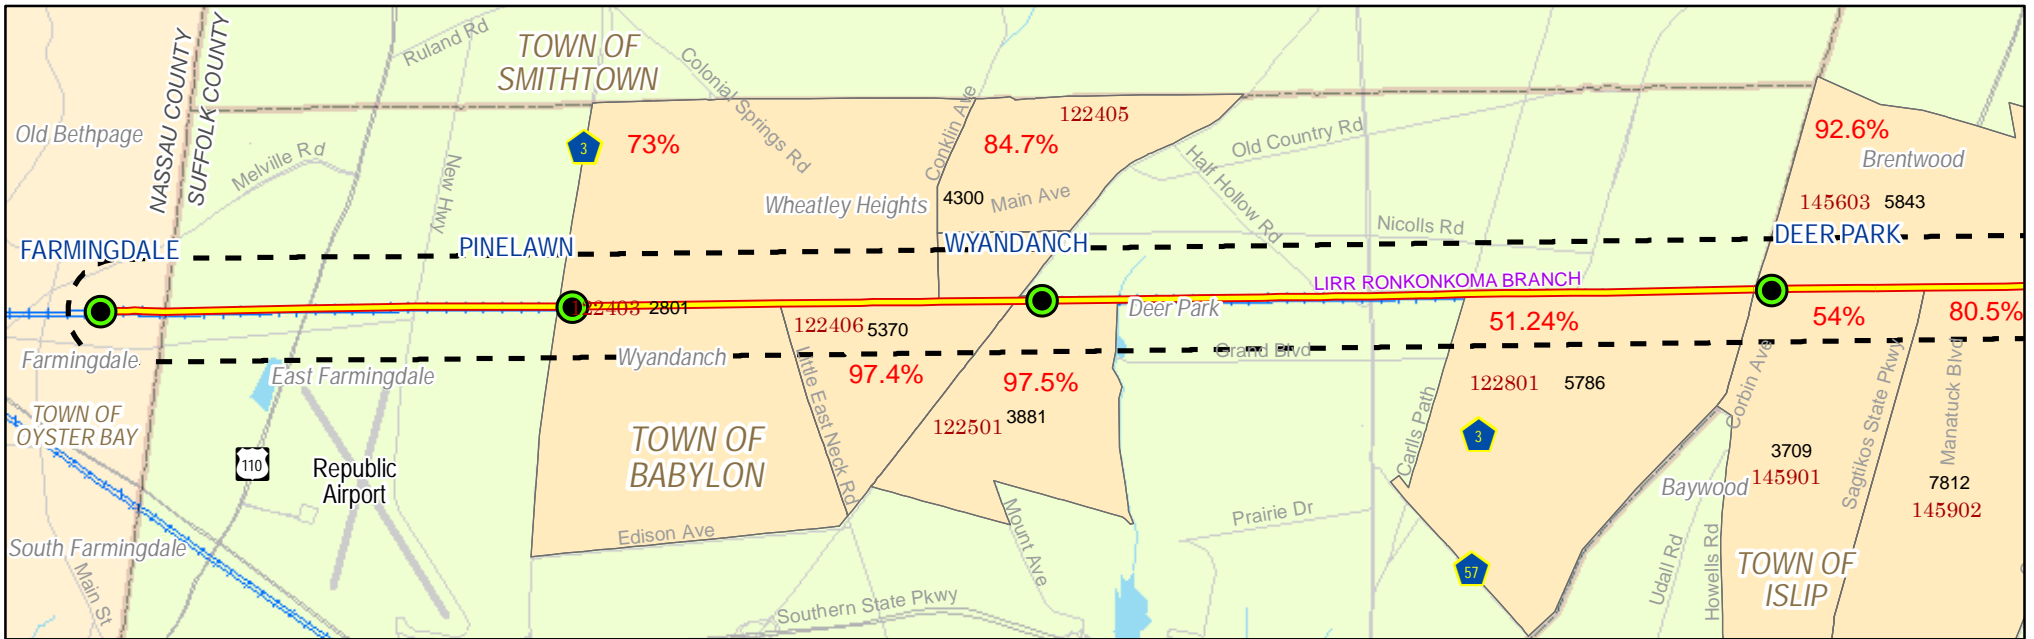 NASSAU COUNTY
SUFFOLK COUNTY
Ruland Rd
TOWN OF
SMITHTOWN
Colonial Springs Rd
Conklin Ave
122405
92.6%
Old Bethpage
3
73%
84.7%
Old Country Rd
Brentwood
Melville Rd
New Hwy
Half Hollow Rd
Wheatley Heights
4300
Main Ave
145603
5843
Nicolls Rd
FARMINGDALE
PINELAWN
WYANDANCH
DEER PARK
LIRR RONKONKOMA BRANCH
122403
2801
Deer Park
122406
5370
51.24%
54%
80.5%
Farmingdale
Wyandanch
Grand Blvd
East Farmingdale
97.4%
97.5%
122801
5786
Little East Neck Rd
Carlls Path
Corbin Ave
Sagtikos State Pkwy
Manatuck Blvd
TOWN OF
OYSTER BAY
122501
3881
TOWN OF
BABYLON
3
110
Republic
Airport
3709
145901
Baywood
7812
145902
Edison Ave
Mount Ave
Prairie Dr
South Farmingdale
Main St
57
Udall Rd
Howells Rd
TOWN OF
ISLIP
Southern State Pkwy